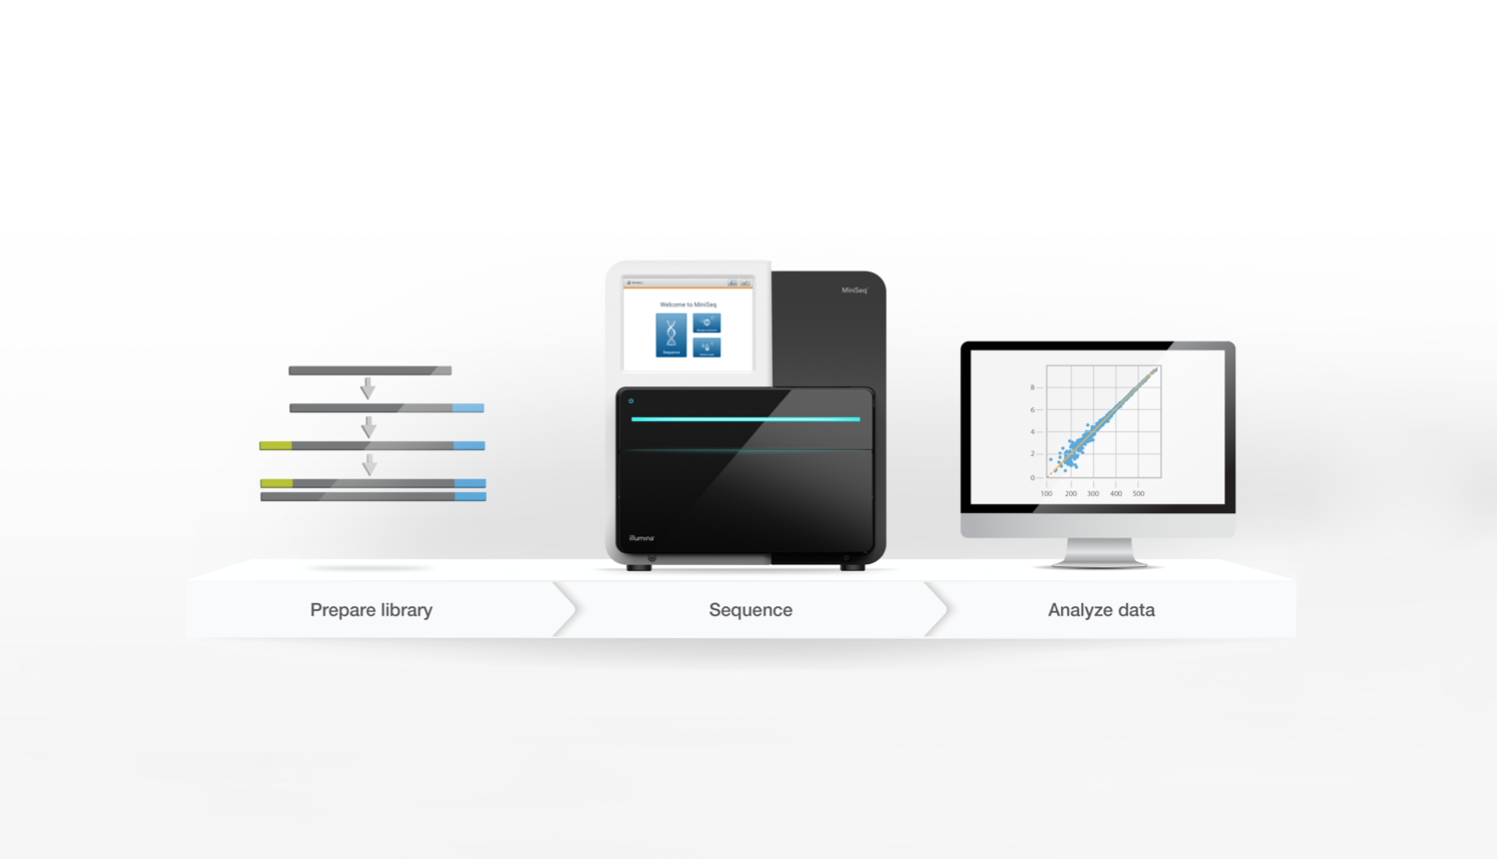 Welcome to MiniSeq
Sequence
MiniSeq™
illumina®
8
6
4
2
0
100 200 300 400 500
Prepare library
Sequence
Analyze data